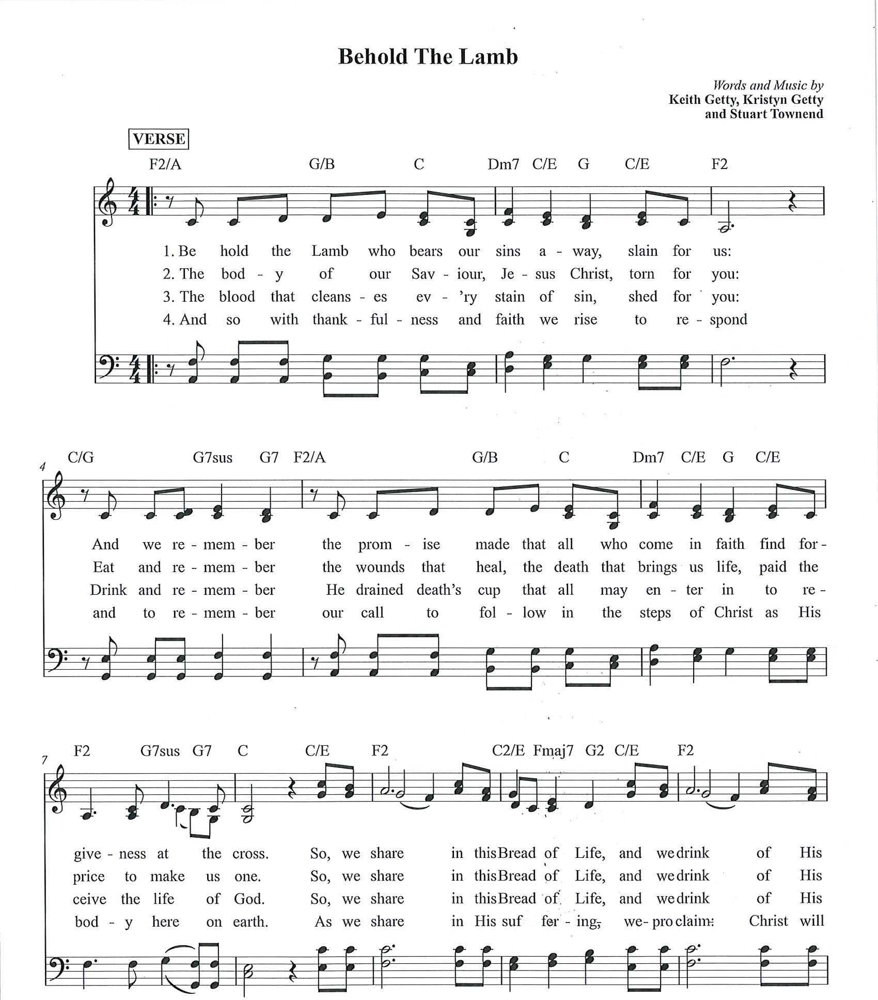 Behold The Lamb
Words and Music by
Keith Getty, Kristyn Getty
and Stuart Townend
VERSE
F2/A G/B C Dm7 C/E G C/E F2
1. Be hold the Lamb who bears our sins a - way, slain for us:
2. The bod - y of our Sav - iour, Je - sus Christ, torn for you:
3. The blood that cleans - es ev - 'ry stain of sin, shed for you:
4. And so with thank - ful - ness and faith we rise to re - spond
C/G G7sus G7 F2/A G/B C Dm7 C/E G C/E
4
And we re - mem - ber the prom - ise made that all who come in faith find for -
Eat and re - mem - ber the wounds that heal, the death that brings us life, paid the
Drink and re - mem - ber He drained death's cup that all may en - ter in to re -
and to re - mem - ber our call to fol - low in the steps of Christ as His
F2 G7sus G7 C C/E F2 C2/E Fmaj7 G2 C/E F2
7
give - ness at the cross. So, we share in this Bread of Life, and we drink of His
price to make us one. So, we share in this Bread of Life, and we drink of His
ceive the life of God. So, we share in this Bread of Life, and we drink of His
bod - y here on earth. As we share in His suf fer - ing, we - pro claim: Christ will